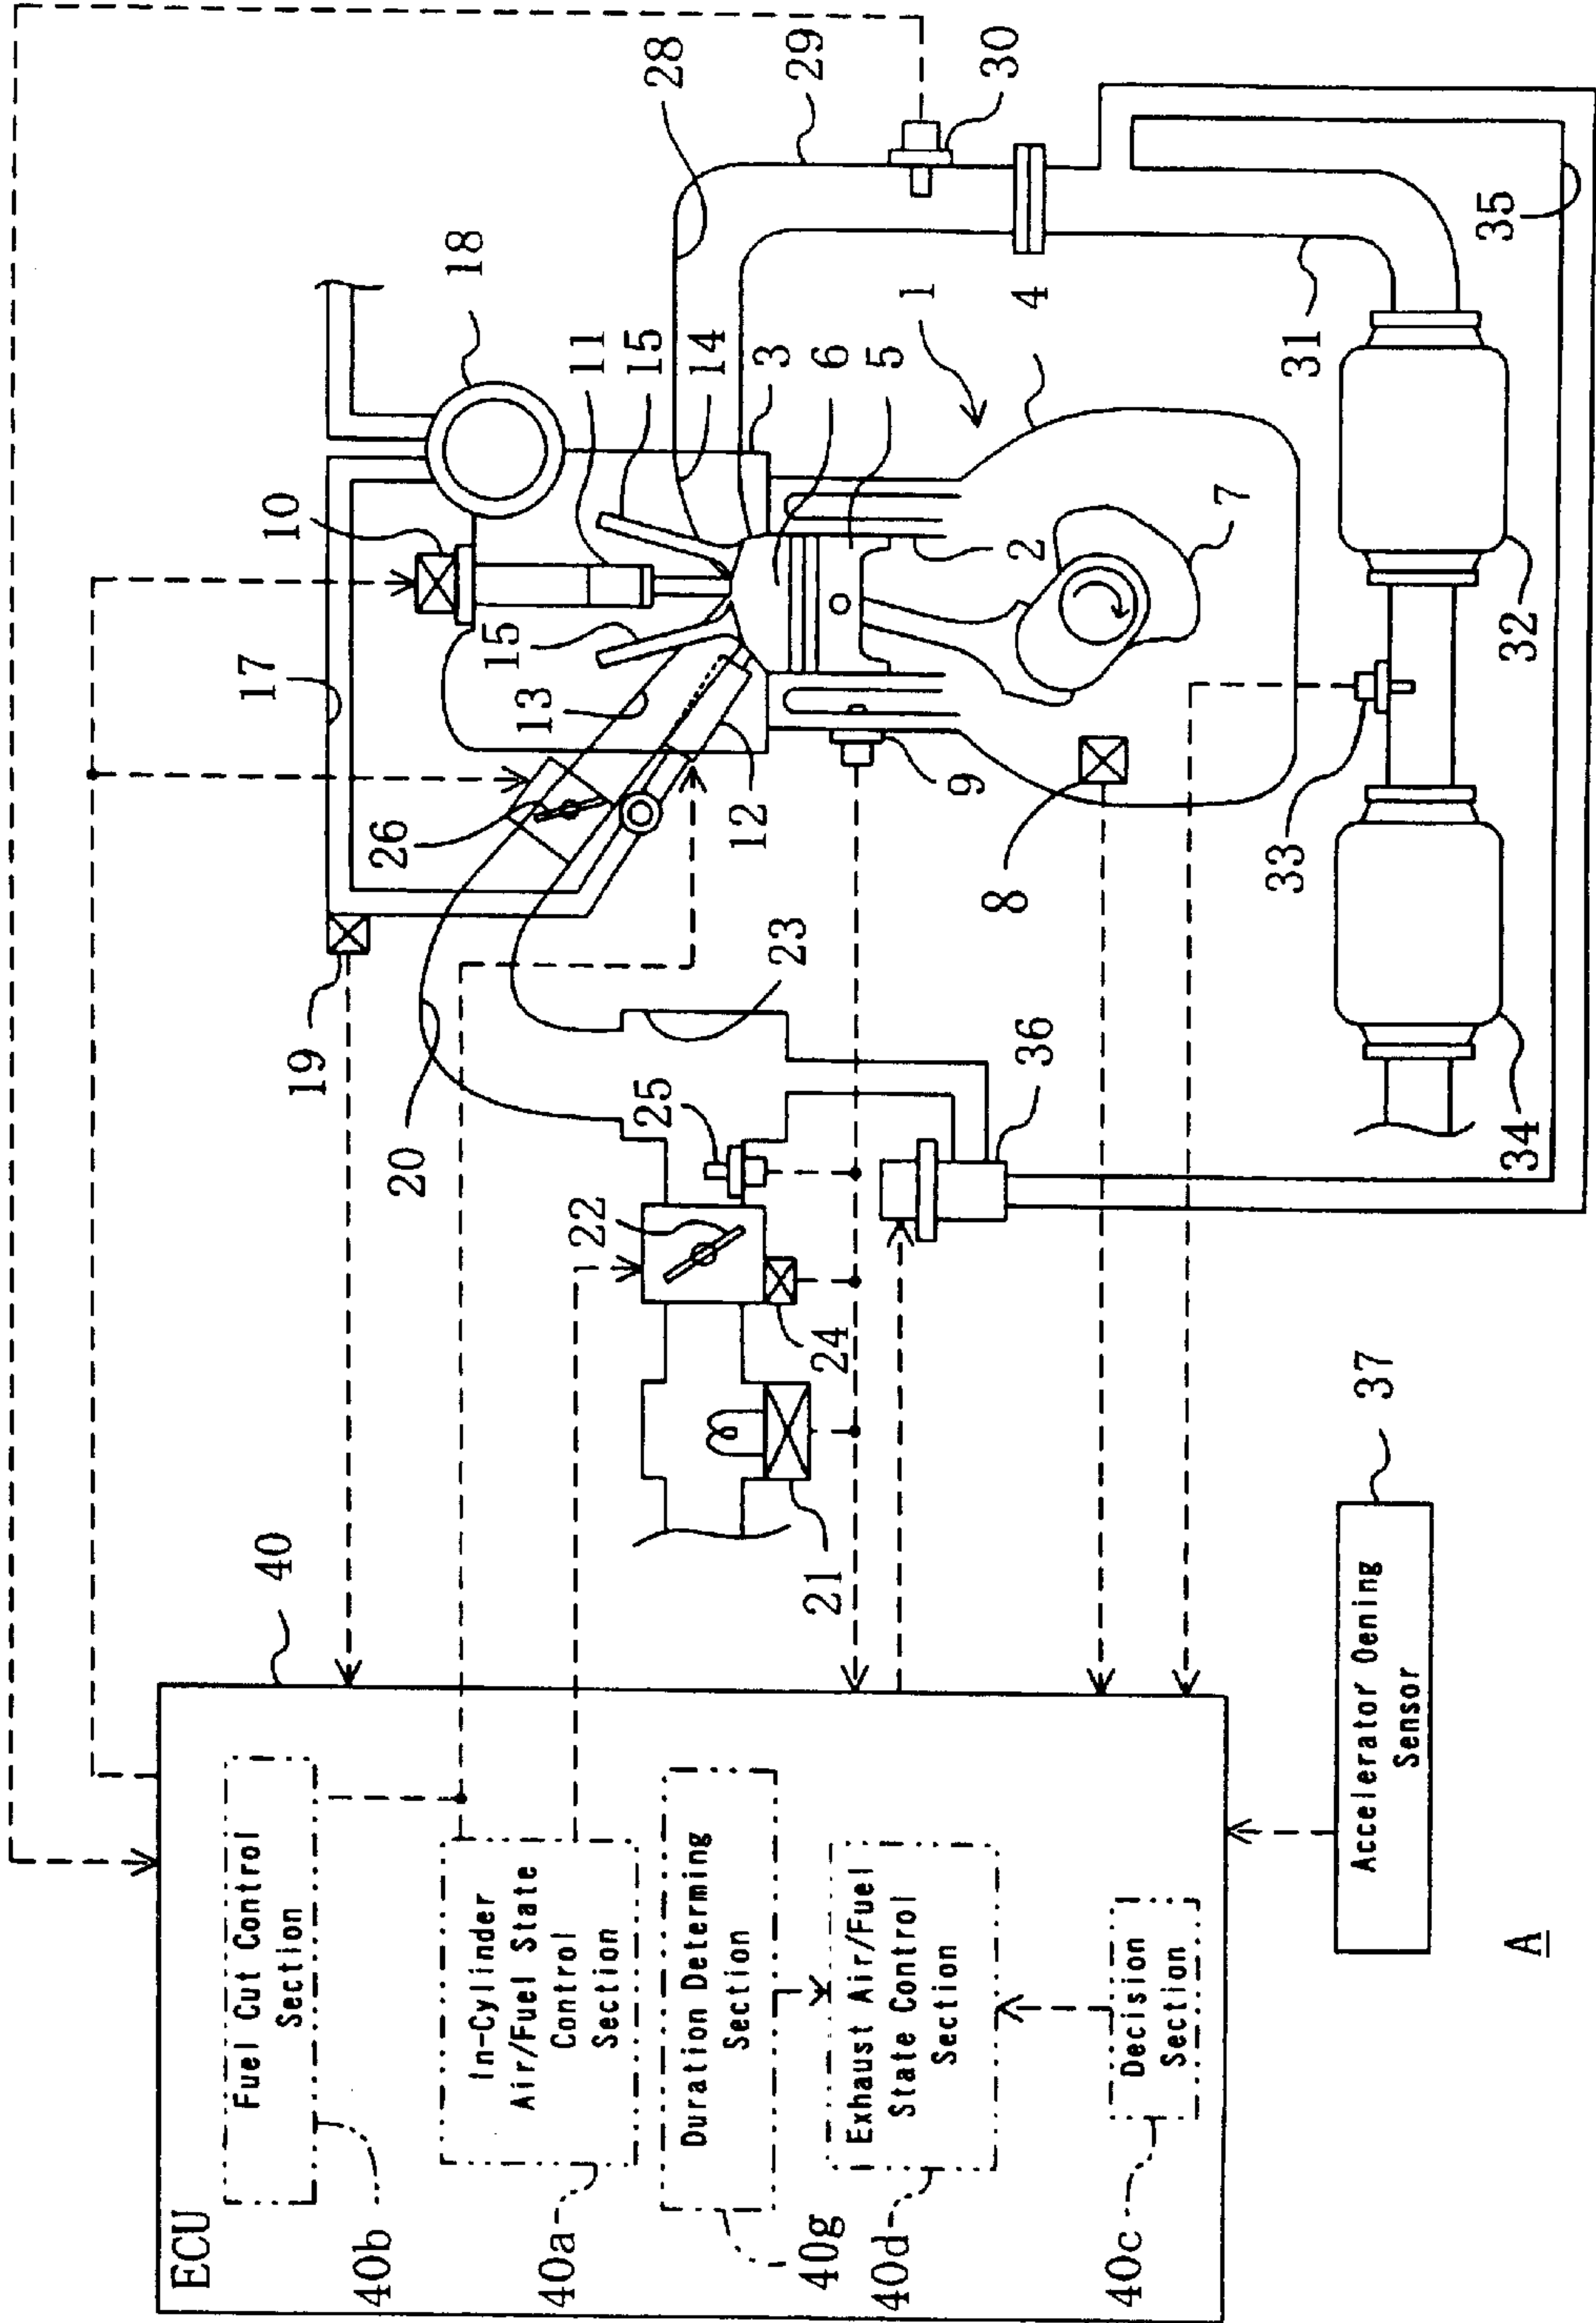 ECU
40
40b
Fuel Cut Control
Section
40a
In-Cylinder
Air/Fuel State
Control
Section
40g
Duration Determing
Section
40d
Exhaust Air/Fuel
State Control
Section
40c
Decision
Section
Accelerator Oening
Sensor
37
A
17
10
18
28
29
30
19
26
13
15
11
15
14
3
6
5
1
4
20
12
9
2
7
8
23
25
22
24
21
36
33
34
32
31
35